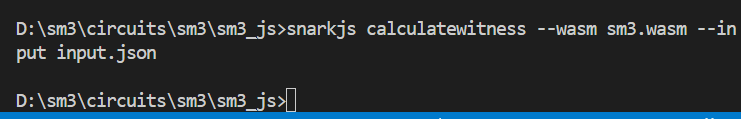 D:\sm3\circuits\sm3\sm3_js>snarkjs calculatewitness --wasm sm3.wasm --in
put input.json
D:\sm3\circuits\sm3\sm3_js>